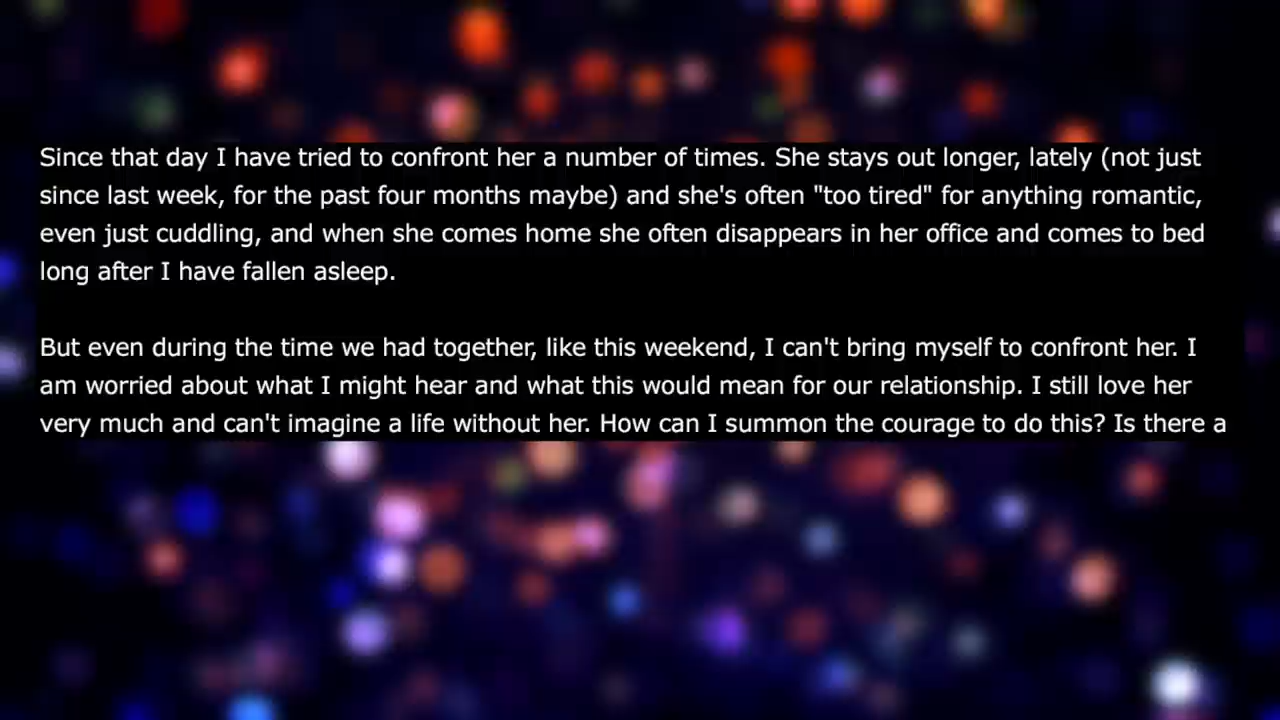 Since that day I have tried to confront her a number of times. She stays out longer, lately (not just
since last week, for the past four months maybe) and she's often "too tired" for anything romantic,
even just cuddling, and when she comes home she often disappears in her office and comes to bed
long after I have fallen asleep.
But even during the time we had together, like this weekend, I can't bring myself to confront her. I
am worried about what I might hear and what this would mean for our relationship. I still love her
very much and can't imagine a life without her. How can I summon the courage to do this? Is there a